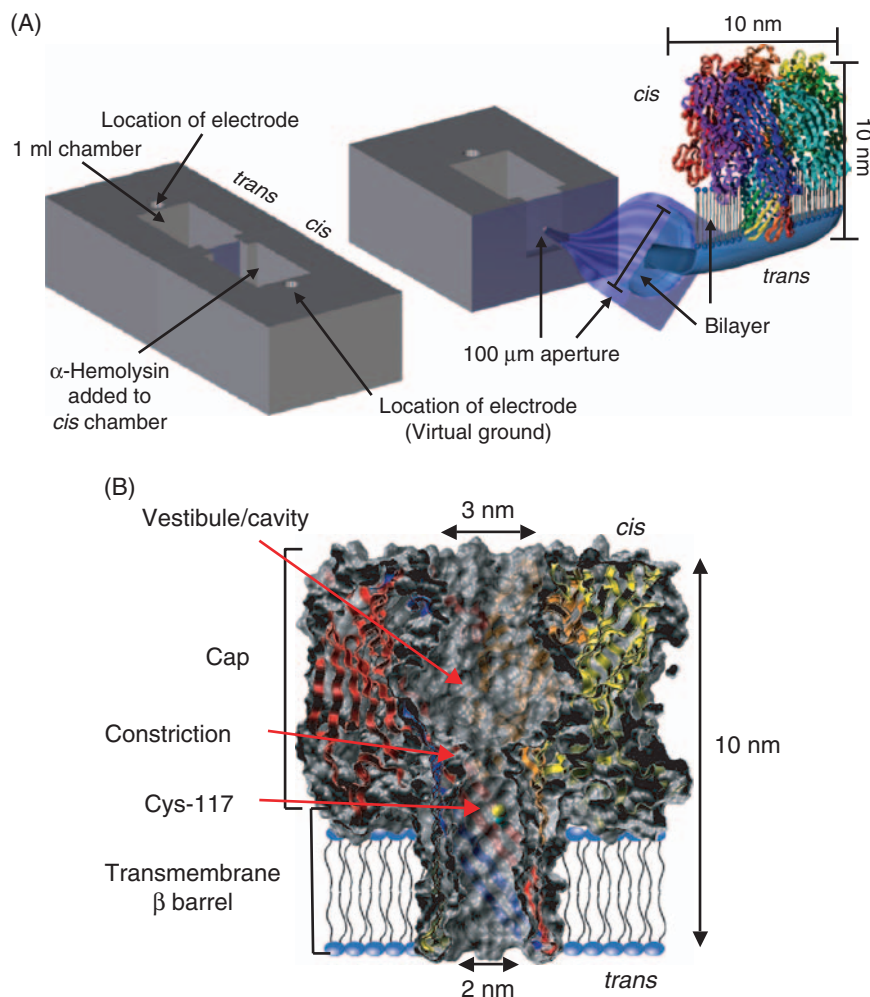 (A)
10 nm
cis
10 nm
Location of electrode
1 ml chamber
trans
cis
trans
Bilayer
100 μm aperture
α-Hemolysin
added to
cis chamber
Location of electrode
(Virtual ground)
(B)
3 nm
Vestibule/cavity
cis
Cap
Constriction
10 nm
Cys-117
Transmembrane
β barrel
2 nm
trans